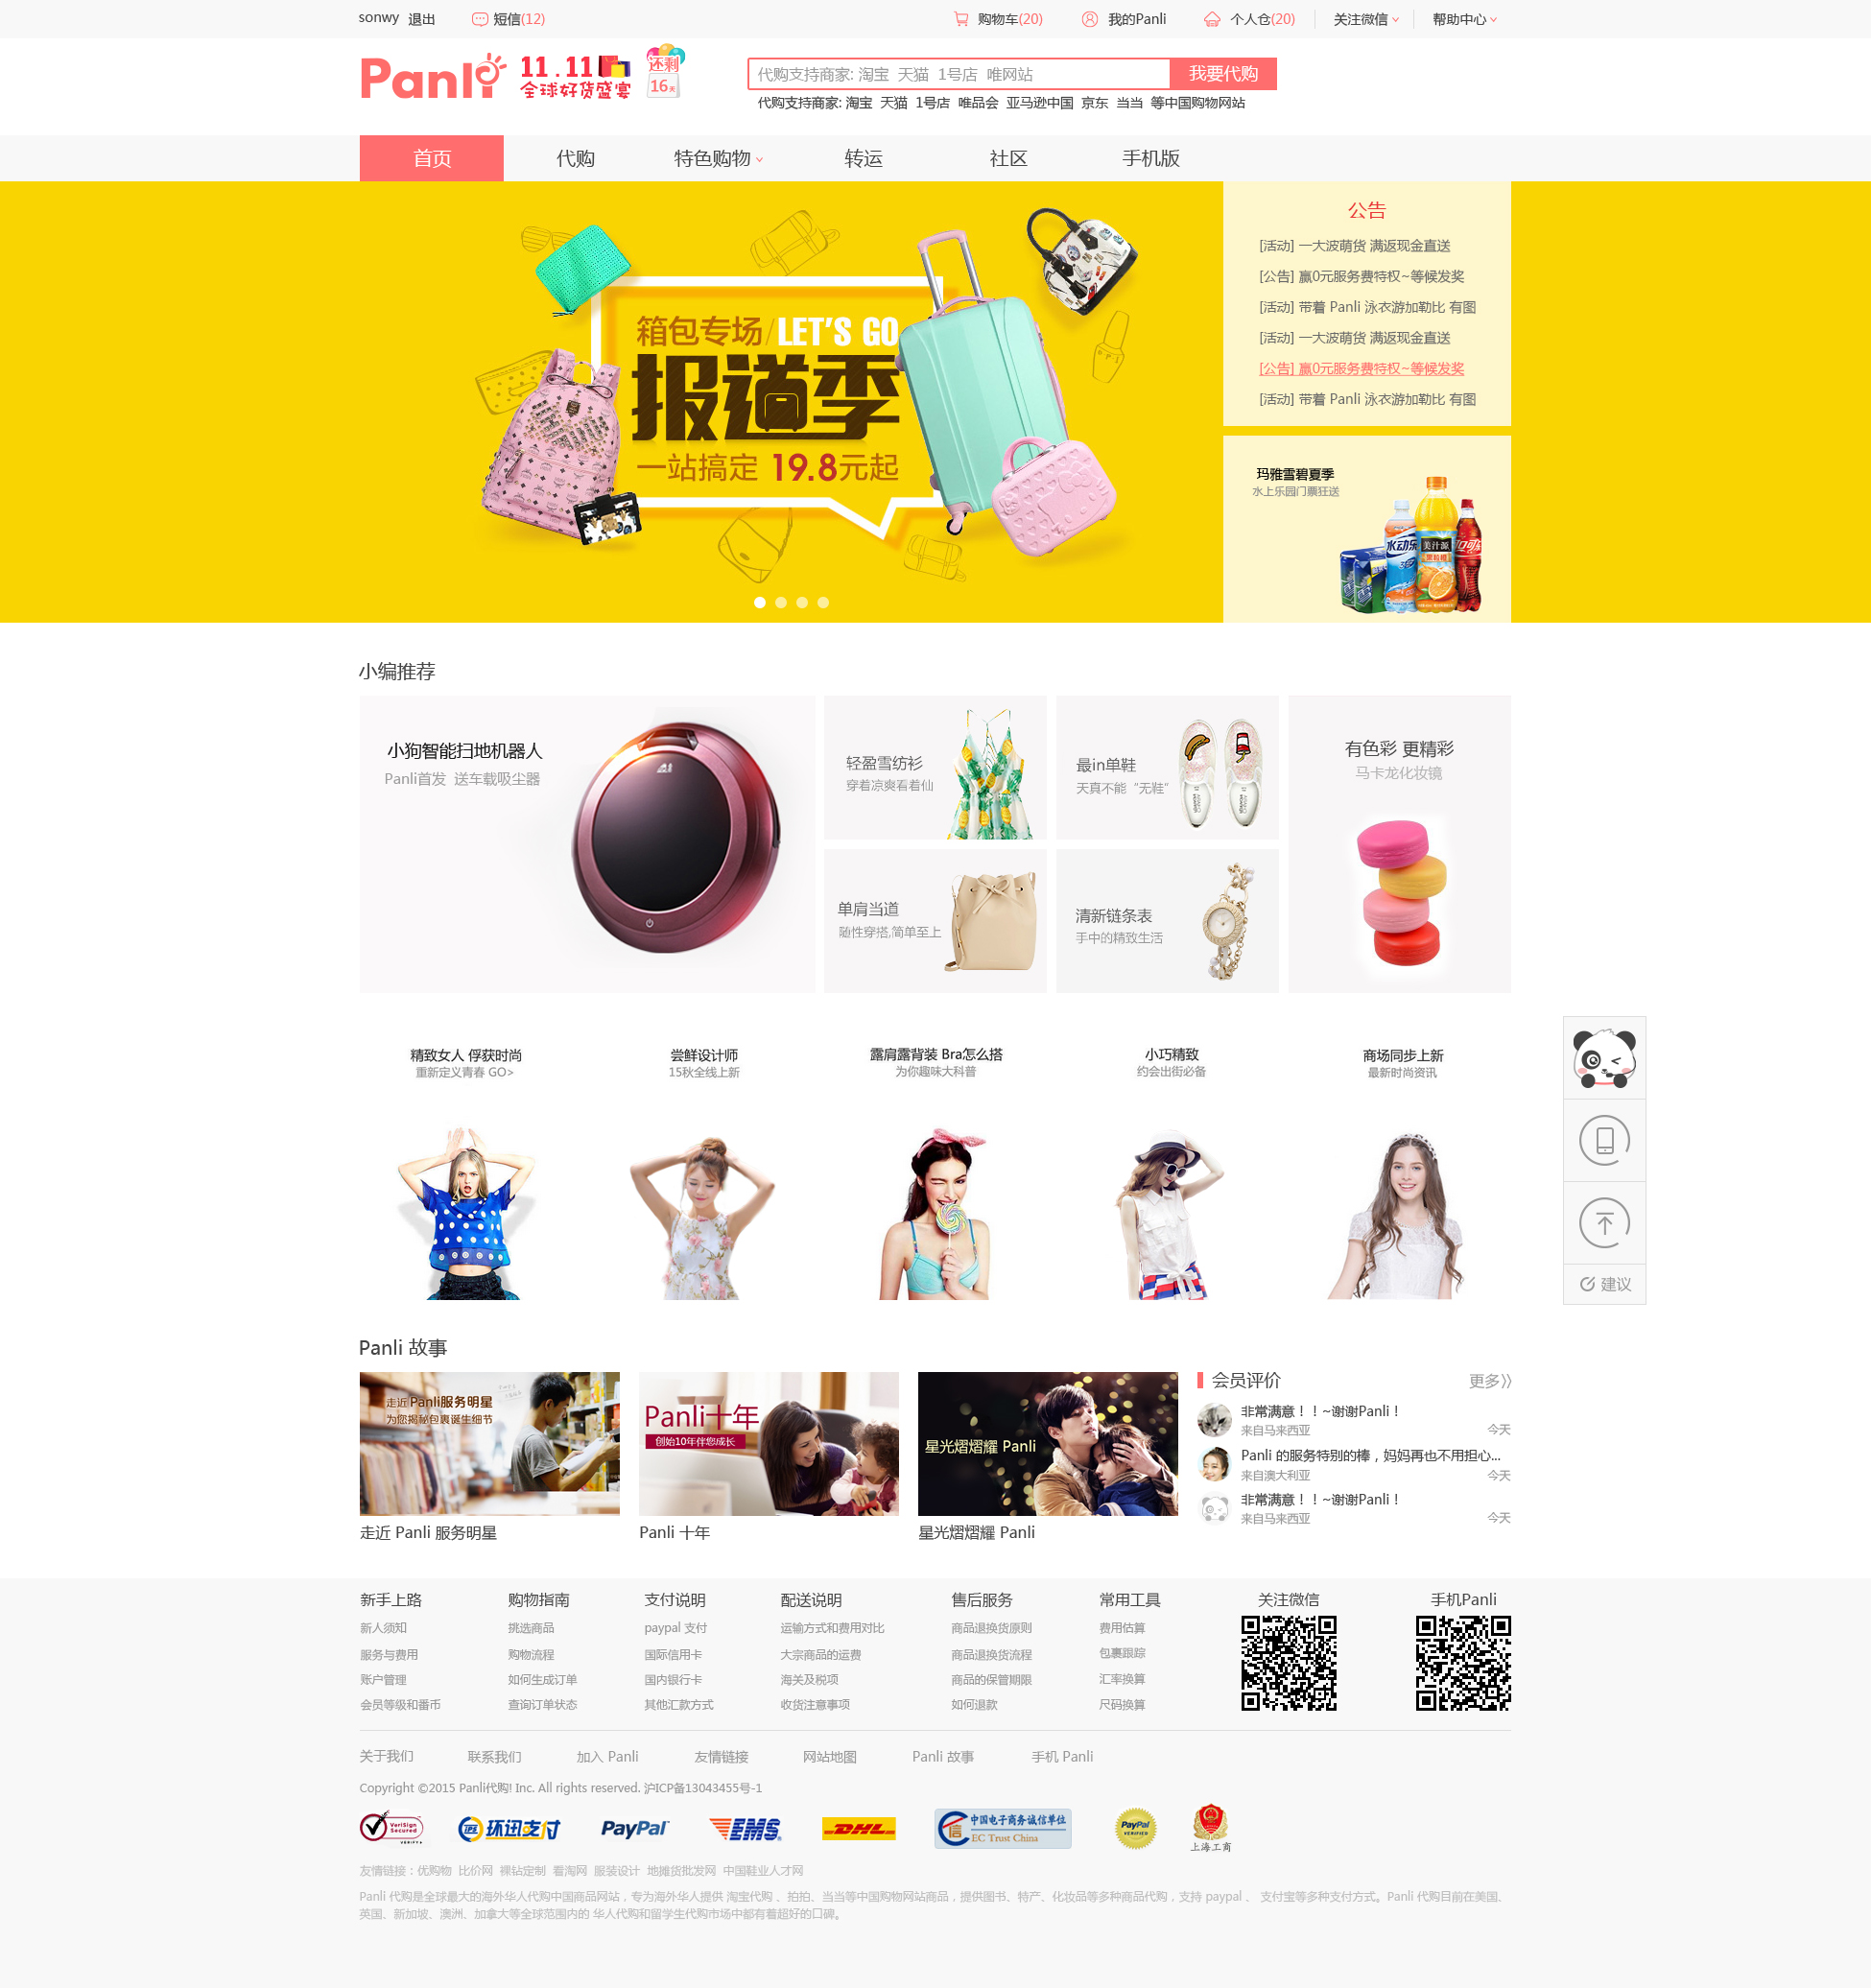 sonwy 退出 短信(12) 购物车(20) 我的Panli 个人仓(20) 关注微信 帮助中心
Panli 11.11 全球好货盛宴 还剩 16天
代购支持商家: 淘宝 天猫 1号店 唯网站 我要代购
代购支持商家: 淘宝 天猫 1号店 唯品会 亚马逊中国 京东 当当 等中国购物网站
首页 代购 特色购物 转运 社区 手机版
箱包专场/LET'S GO
报道季
一站搞定 19.8元起
公告
[活动] 一大波萌货 满返现金直送
[公告] 赢0元服务费特权~等候发奖
[活动] 带着 Panli 泳衣游加勒比 有图
[活动] 一大波萌货 满返现金直送
[公告] 赢0元服务费特权~等候发奖
[活动] 带着 Panli 泳衣游加勒比 有图
玛雅雪碧夏季
水上乐园门票狂送
水动乐
美汁源
果粒橙
口可乐
小编推荐
小狗智能扫地机器人
Panli首发 送车载吸尘器
轻盈雪纺衫
穿着凉爽看着仙
最in单鞋
天真不能“无鞋”
有色彩 更精彩
马卡龙化妆镜
单肩当道
随性穿搭,简单至上
清新链条表
手中的精致生活
精致女人 俘获时尚
重新定义青春 GO>
尝鲜设计师
15秋全线上新
露肩露背装 Bra怎么搭
为你趣味大科普
小巧精致
约会出街必备
商场同步上新
最新时尚资讯
建议
Panli 故事
走近Panli服务明星
为您揭秘包裹诞生细节
走近 Panli 服务明星
Panli十年
创始10年伴您成长
Panli 十年
星光熠熠耀 Panli
星光熠熠耀 Panli
会员评价 更多
非常满意！！~谢谢Panli！
来自马来西亚 今天
Panli 的服务特别的棒，妈妈再也不用担心...
来自澳大利亚 今天
非常满意！！~谢谢Panli！
来自马来西亚 今天
新手上路 购物指南 支付说明 配送说明 售后服务 常用工具 关注微信 手机Panli
新人须知 挑选商品 paypal 支付 运输方式和费用对比 商品退换货原则 费用估算
服务与费用 购物流程 国际信用卡 大宗商品的运费 商品退换货流程 包裹跟踪
账户管理 如何生成订单 国内银行卡 海关及税项 商品的保管期限 汇率换算
会员等级和番币 查询订单状态 其他汇款方式 收货注意事项 如何退款 尺码换算
关于我们 联系我们 加入 Panli 友情链接 网站地图 Panli 故事 手机 Panli
Copyright ©2015 Panli代购! Inc. All rights reserved. 沪ICP备13043455号-1
VeriSign Secured VERIFY IPS 环迅支付 PayPal EMS DHL 信 中国电子商务诚信单位 EC Trust China PayPal VERIFIED 上海工商
友情链接：优购物 比价网 裸钻定制 看淘网 服装设计 地摊货批发网 中国鞋业人才网
Panli 代购是全球最大的海外华人代购中国商品网站，专为海外华人提供 淘宝代购 、拍拍、当当等中国购物网站商品，提供图书、特产、化妆品等多种商品代购，支持 paypal 、 支付宝等多种支付方式。Panli 代购目前在美国、
英国、新加坡、澳洲、加拿大等全球范围内的 华人代购和留学生代购市场中都有着超好的口碑。